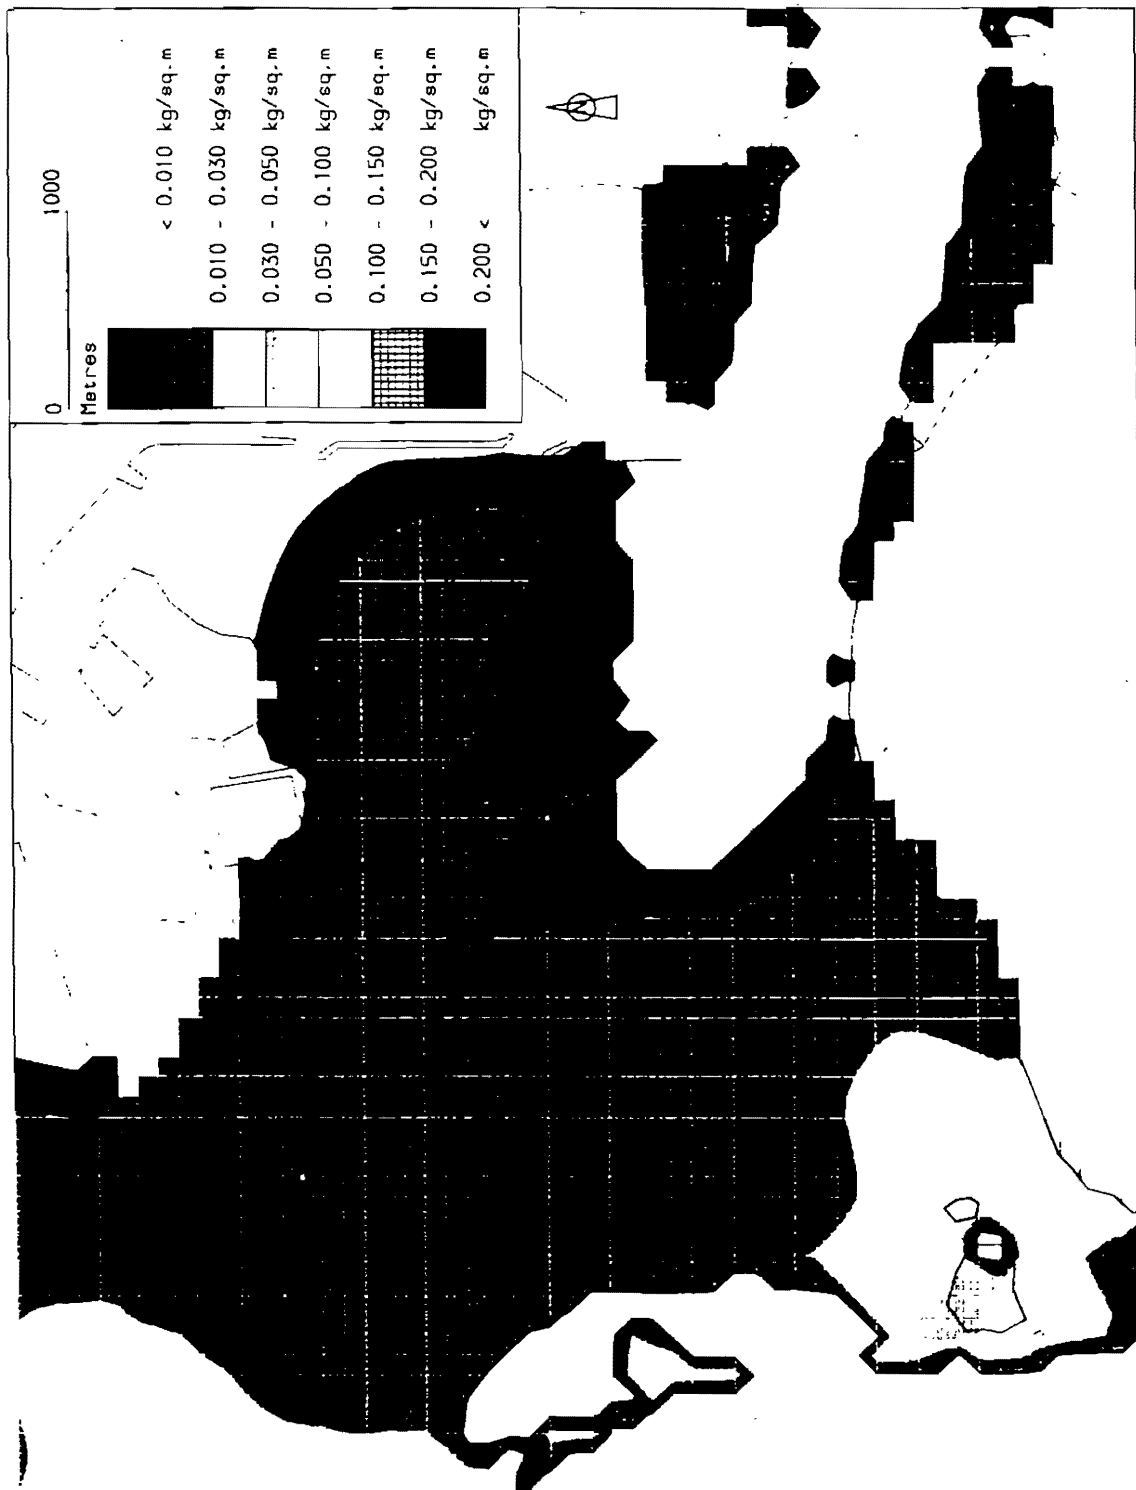 0 1000
Metres
< 0.010 kg/sq.m
0.010 - 0.030 kg/sq.m
0.030 - 0.050 kg/sq.m
0.050 - 0.100 kg/sq.m
0.100 - 0.150 kg/sq.m
0.150 - 0.200 kg/sq.m
0.200 < kg/sq.m
N